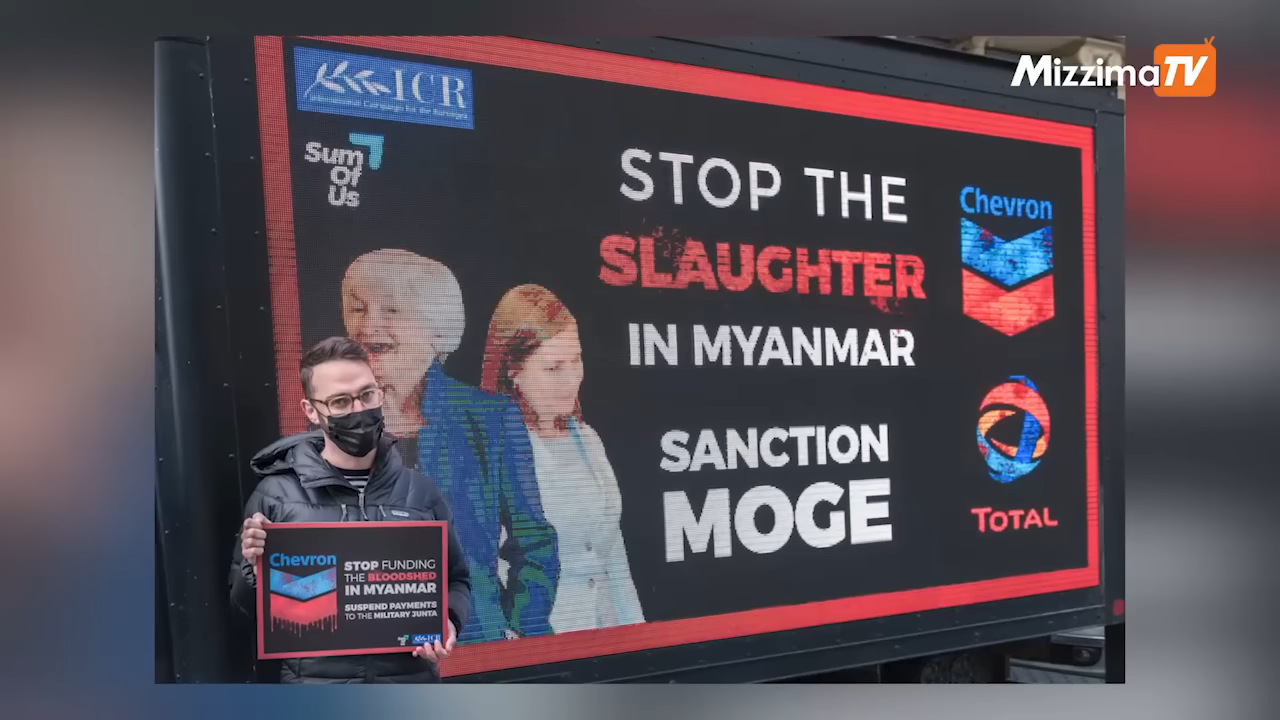 MizzimaTV
ICR
International Campaign for the Rohingya
Sum
Of
Us
STOP THE
SLAUGHTER
IN MYANMAR
SANCTION
MOGE
Chevron
TOTAL
Chevron
STOP FUNDING
THE BLOODSHED
IN MYANMAR
SUSPEND PAYMENTS
TO THE MILITARY JUNTA
ICR